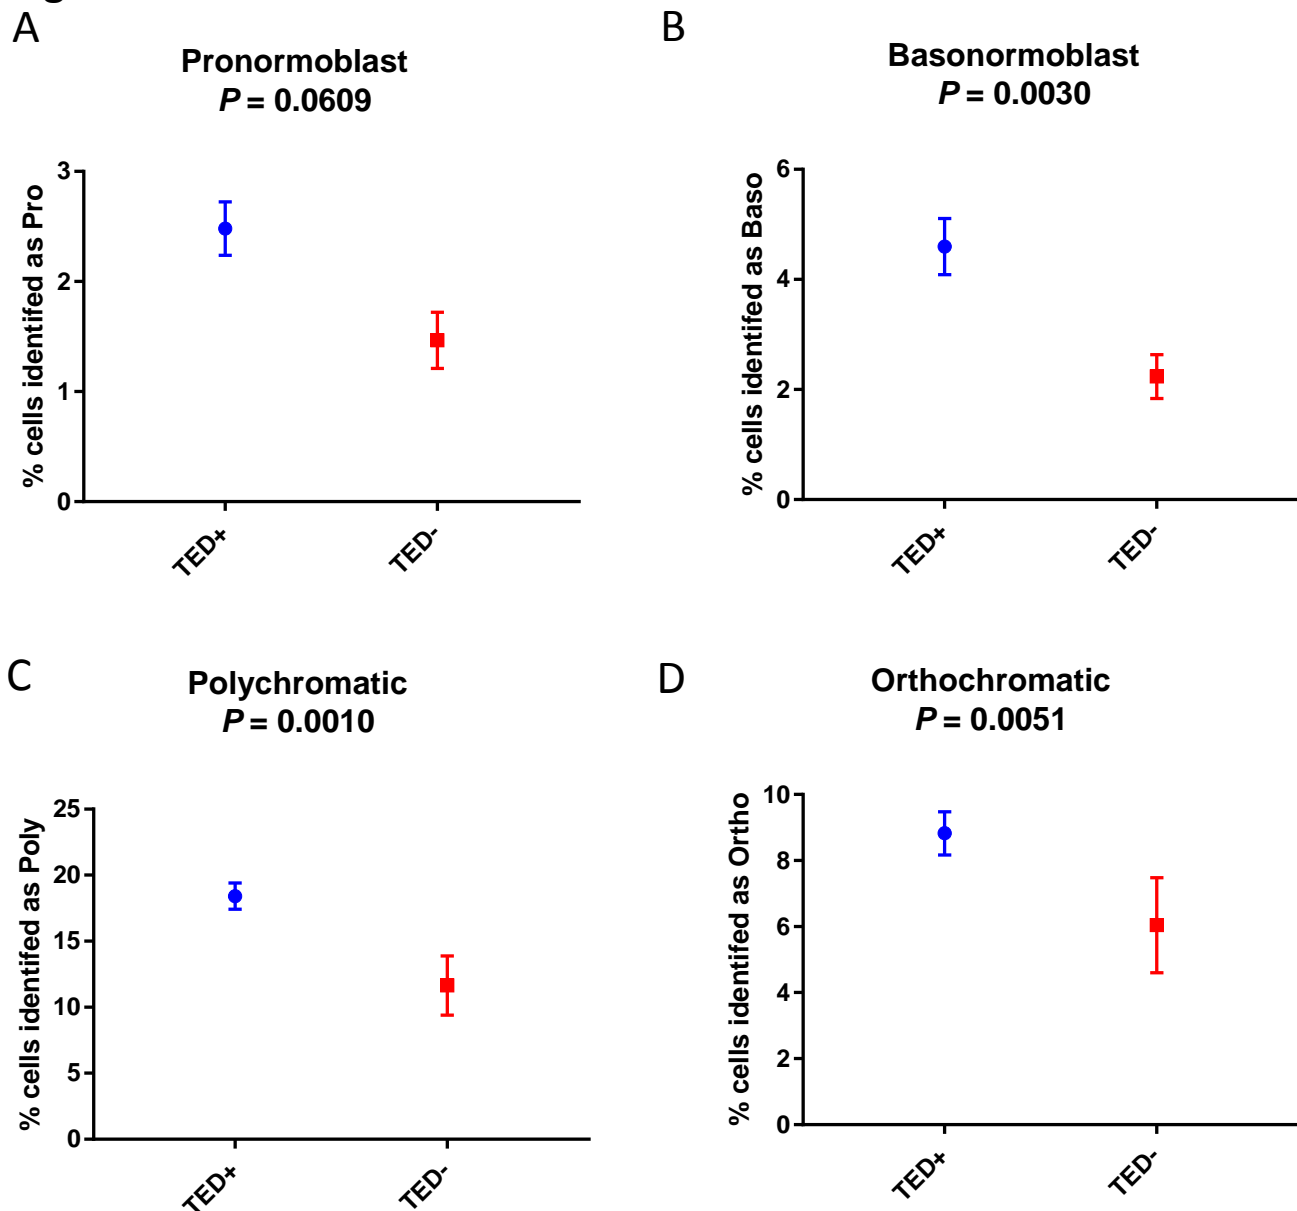 A
Pronormoblast
P = 0.0609
% cells identifed as Pro
3
2
1
0
TED+
TED-
B
Basonormoblast
P = 0.0030
% cells identifed as Baso
6
4
2
0
TED+
TED-
C
Polychromatic
P = 0.0010
% cells identifed as Poly
25
20
15
10
5
0
TED+
TED-
D
Orthochromatic
P = 0.0051
% cells identifed as Ortho
10
8
6
4
2
0
TED+
TED-